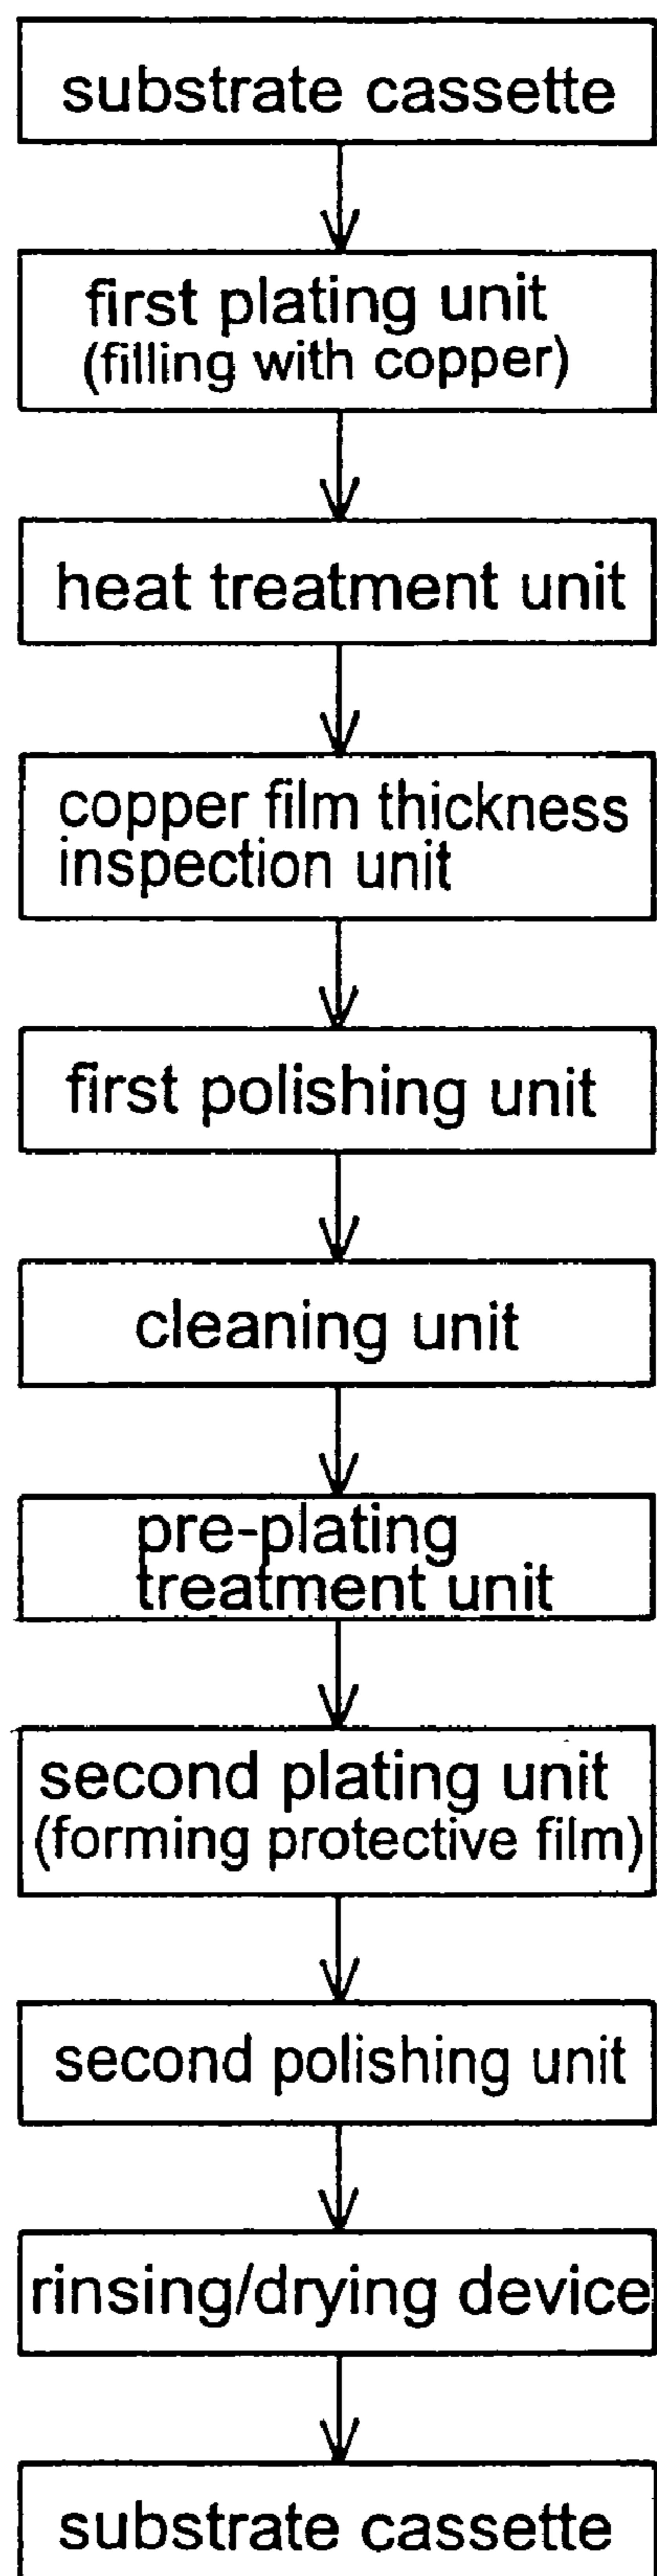 substrate cassette
first plating unit
(filling with copper)
heat treatment unit
copper film thickness
inspection unit
first polishing unit
cleaning unit
pre-plating
treatment unit
second plating unit
(forming protective film)
second polishing unit
rinsing/drying device
substrate cassette